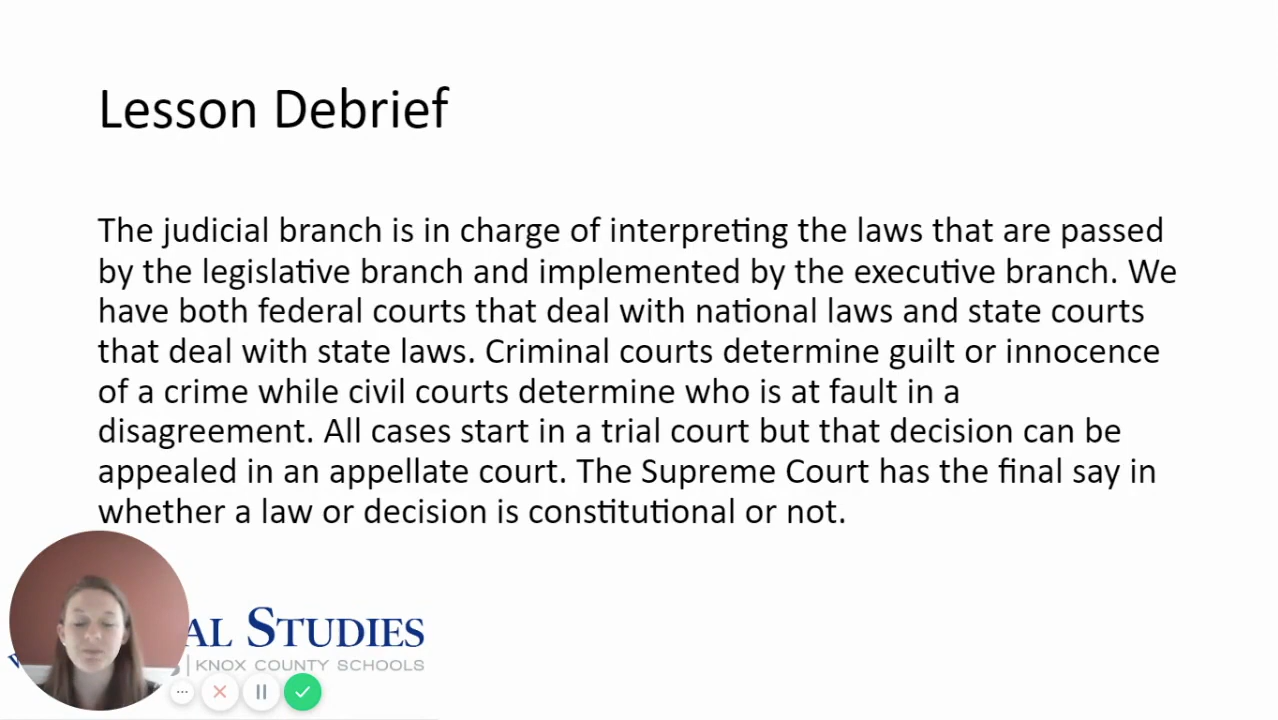 Lesson Debrief
The judicial branch is in charge of interpreting the laws that are passed
by the legislative branch and implemented by the executive branch. We
have both federal courts that deal with national laws and state courts
that deal with state laws. Criminal courts determine guilt or innocence
of a crime while civil courts determine who is at fault in a
disagreement. All cases start in a trial court but that decision can be
appealed in an appellate court. The Supreme Court has the final say in
whether a law or decision is constitutional or not.
STUDIES
KNOX COUNTY SCHOOLS